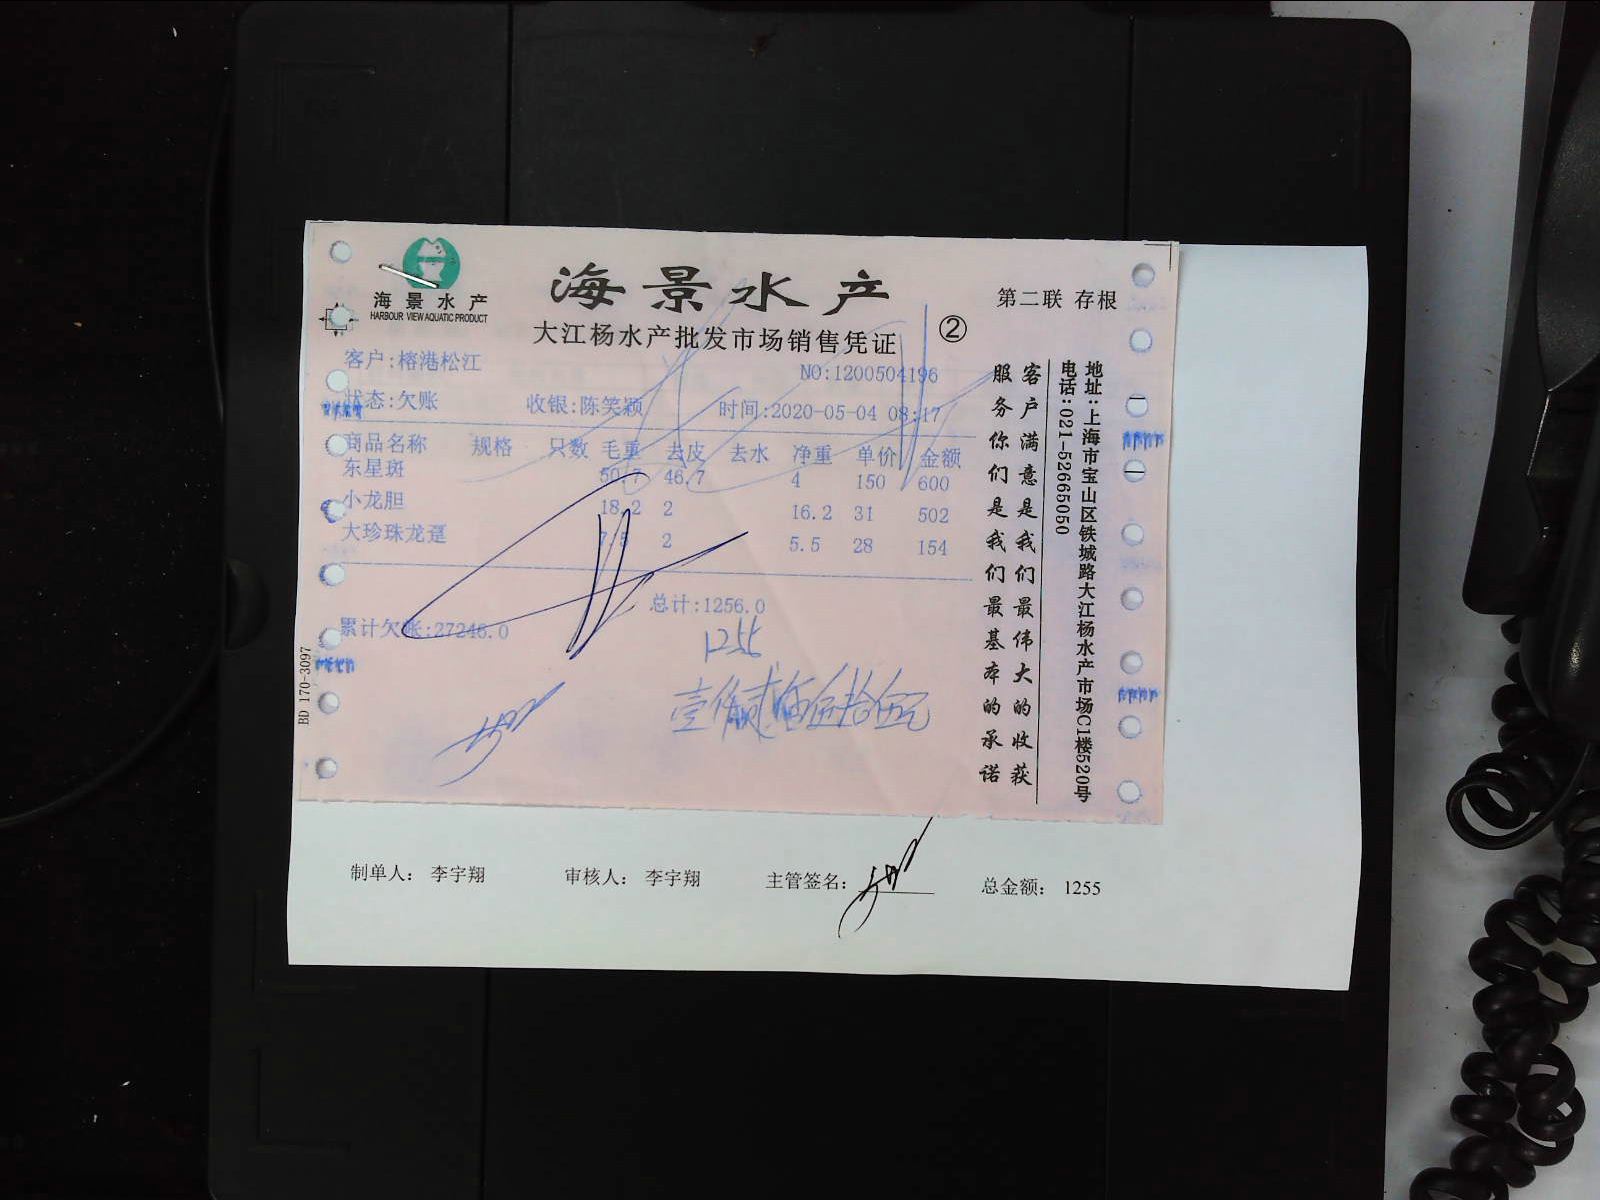 海景水产
HARBOUR VIEW AQUATIC PRODUCT
海景水产
大江杨水产批发市场销售凭证
②
第二联 存根
客户:榕港松江
NO:1200504196
状态:欠账 收银:陈笑颖 时间:2020-05-04 08:17
商品名称 规格 只数 毛重 去皮 去水 净重 单价 金额
东星斑 50.7 46.7 4 150 600
小龙胆 18.2 2 16.2 31 502
大珍珠龙趸 7.5 2 5.5 28 154
总计:1256.0
累计欠账:27246.0
1255
壹仟贰佰伍拾伍元
BD 170-3097
客户满意是我们最伟大的收获
服务你们是我们最基本的承诺
地址:上海市宝山区铁城路大江杨水产市场C1楼520号
电话:021-52665050
制单人: 李宇翔 审核人: 李宇翔 主管签名: 总金额: 1255